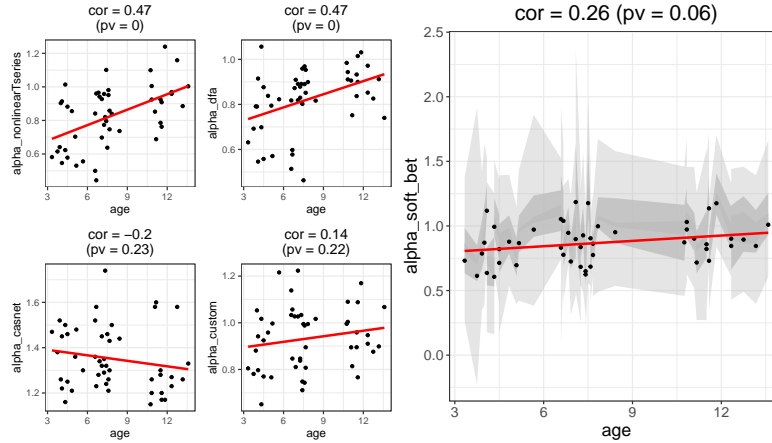 cor = 0.47
(pv = 0)
alpha_nonlinearTseries
1.2
1.0
0.8
0.6
3 6 9 12
age
cor = 0.47
(pv = 0)
alpha_dfa
1.0
0.8
0.6
3 6 9 12
age
cor = −0.2
(pv = 0.23)
alpha_casnet
1.6
1.4
1.2
3 6 9 12
age
cor = 0.14
(pv = 0.22)
alpha_custom
1.2
1.0
0.8
3 6 9 12
age
cor = 0.26 (pv = 0.06)
alpha_soft_bet
2.5
2.0
1.5
1.0
0.5
0.0
3 6 9 12
age